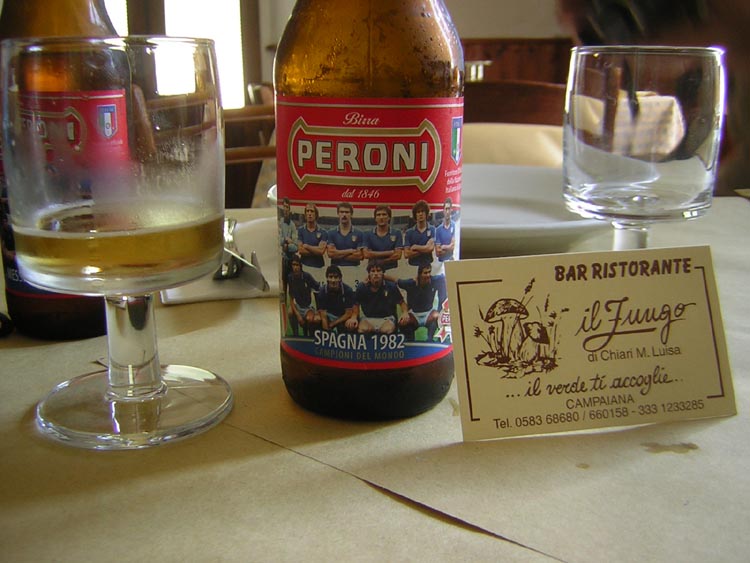 Birra
PERONI
dal 1846
SPAGNA 1982
CAMPIONI DEL MONDO
PERONI
BAR RISTORANTE
il Fungo
di Chiari M. Luisa
...il verde ti accoglie...
CAMPAIANA
Tel. 0583 68680 / 660158 - 333 1233285